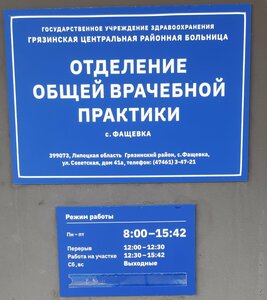 ГОСУДАРСТВЕННОЕ УЧРЕЖДЕНИЕ ЗДРАВООХРАНЕНИЯ
ГРЯЗИНСКАЯ ЦЕНТРАЛЬНАЯ РАЙОННАЯ БОЛЬНИЦА
ОТДЕЛЕНИЕ
ОБЩЕЙ ВРАЧЕБНОЙ
ПРАКТИКИ
с. ФАЩЕВКА
399073, Липецкая область Грязинский район, с. Фащевка,
ул. Советская, дом 41а, телефон: (47461) 3-47-21
Режим работы
Пн – пт 8:00–15:42
Перерыв 12:00–12:30
Работа на участке 12:30–15:42
Сб, вс Выходные